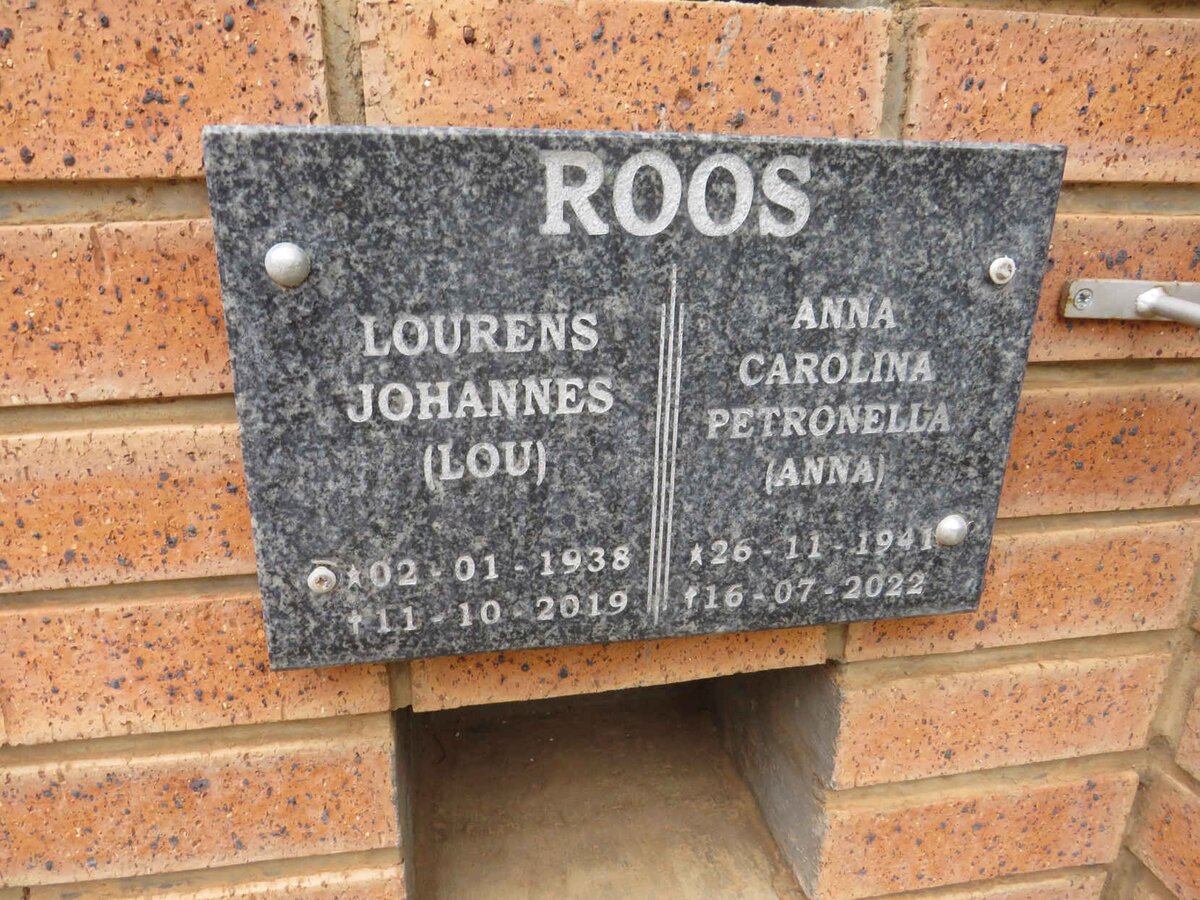 ROOS
LOURENS
JOHANNES
(LOU)
★02-01-1938
†11-10-2019
ANNA
CAROLINA
PETRONELLA
(ANNA)
★26-11-1941
†16-07-2022